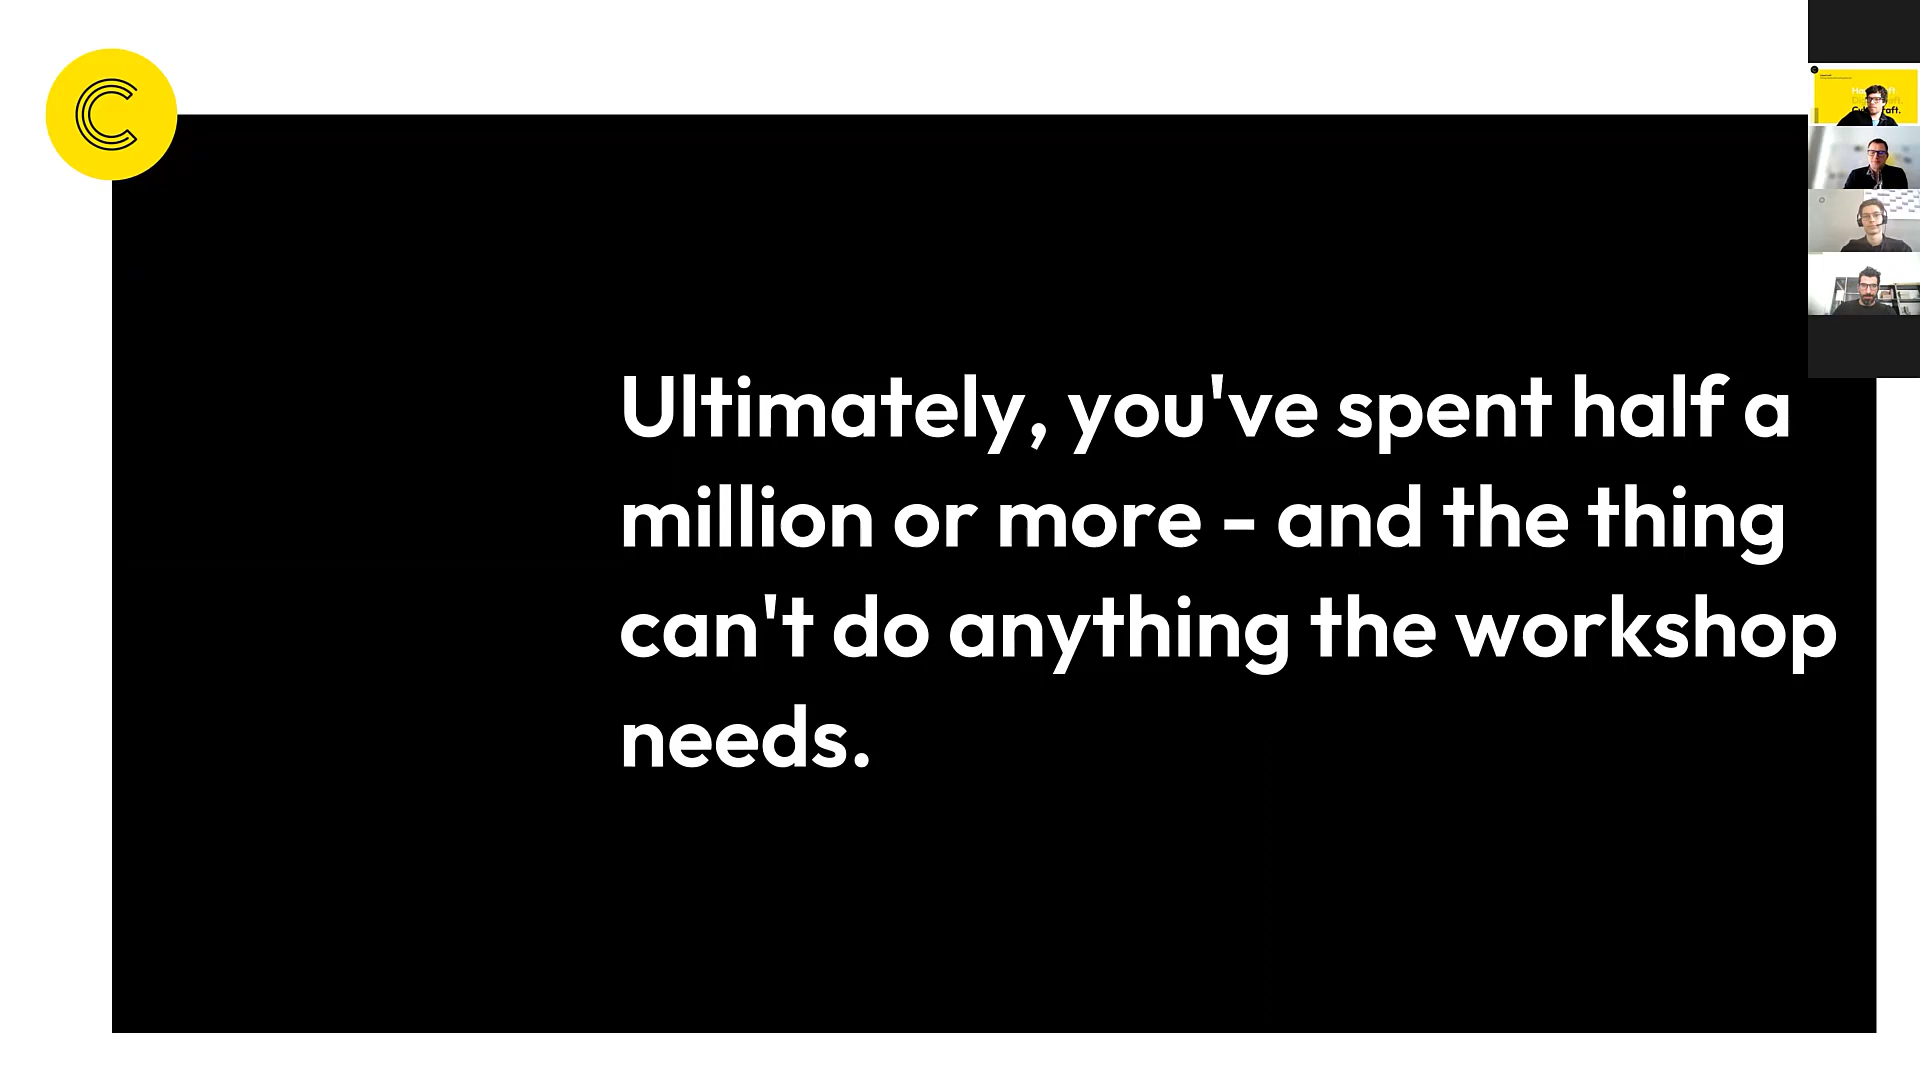 C
Ultimately, you've spent half a
million or more - and the thing
can't do anything the workshop
needs.